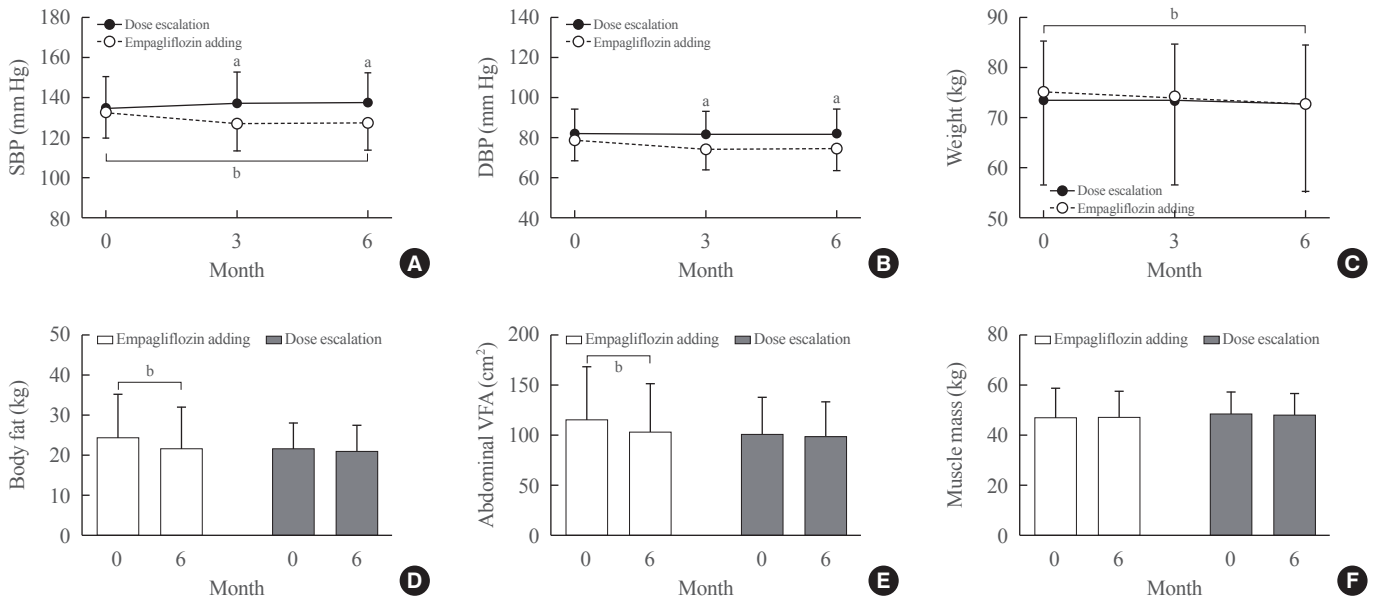 180
160
140
120
100
80
SBP (mm Hg)
Dose escalation
Empagliflozin adding
a
a
b
0 3 6
Month
A
140
120
100
80
60
40
DBP (mm Hg)
Dose escalation
Empagliflozin adding
a
a
0 3 6
Month
B
90
80
70
60
50
Weight (kg)
b
Dose escalation
Empagliflozin adding
0 3 6
Month
C
50
40
30
20
10
0
Body fat (kg)
Empagliflozin adding Dose escalation
b
0 6 0 6
Month
D
200
150
100
50
0
Abdominal VFA (cm²)
Empagliflozin adding Dose escalation
b
0 6 0 6
Month
E
80
60
40
20
0
Muscle mass (kg)
Empagliflozin adding Dose escalation
0 6 0 6
Month
F